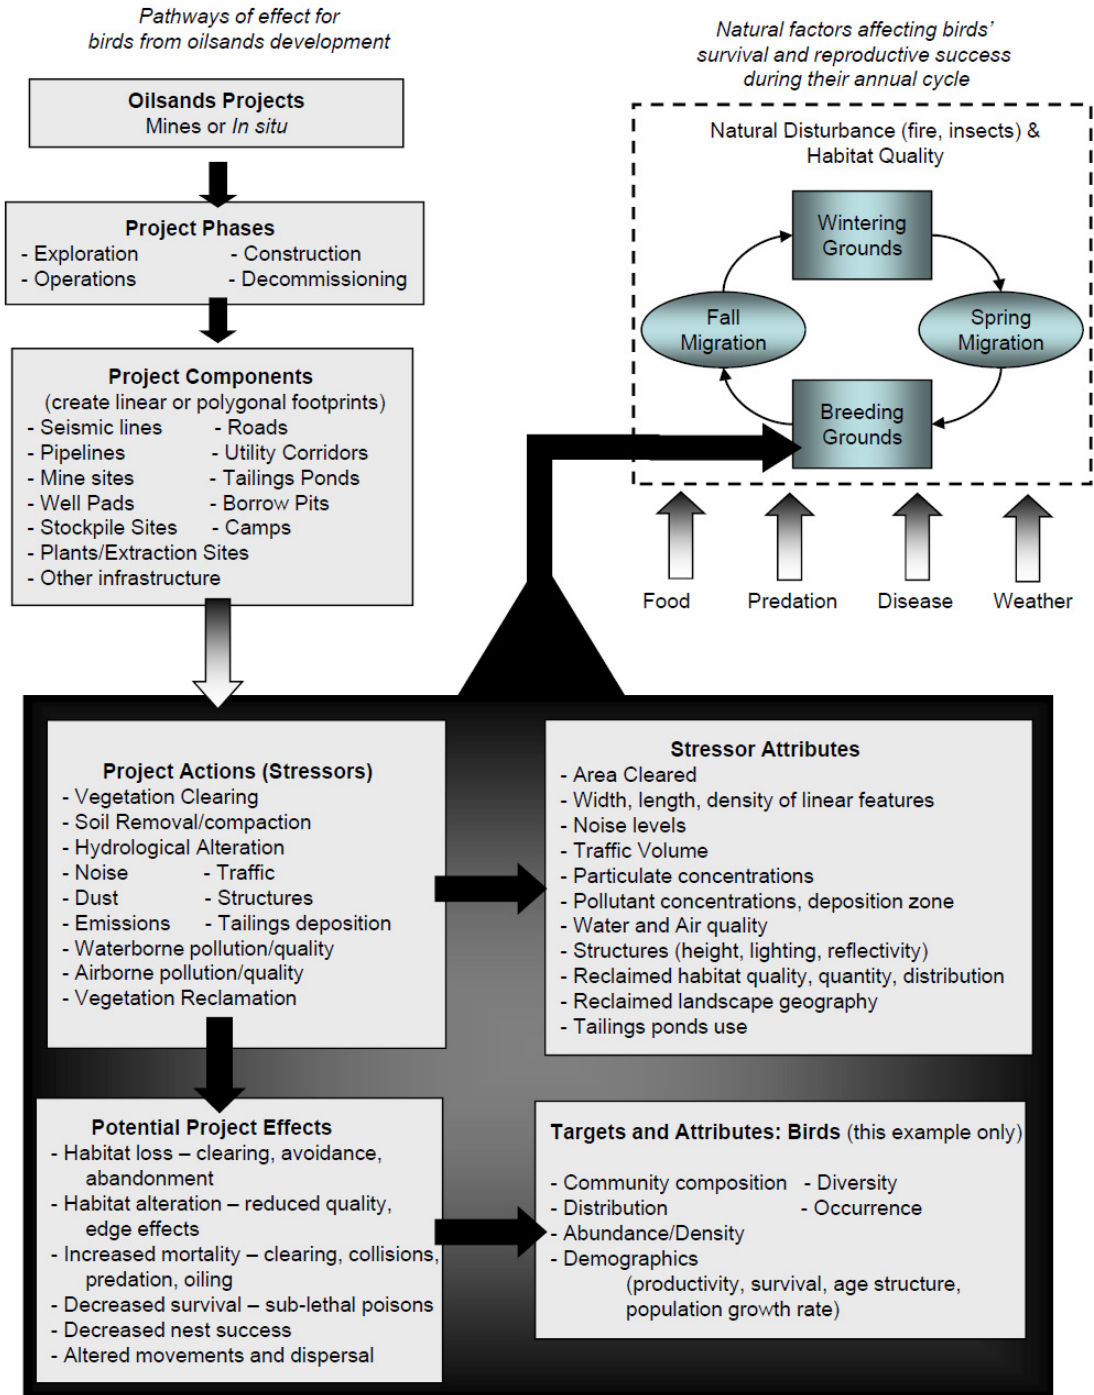 Pathways of effect for
birds from oilsands development
Oilsands Projects
Mines or In situ
Project Phases
- Exploration - Construction
- Operations - Decommissioning
Project Components
(create linear or polygonal footprints)
- Seismic lines - Roads
- Pipelines - Utility Corridors
- Mine sites - Tailings Ponds
- Well Pads - Borrow Pits
- Stockpile Sites - Camps
- Plants/Extraction Sites
- Other infrastructure
Natural factors affecting birds'
survival and reproductive success
during their annual cycle
Natural Disturbance (fire, insects) &
Habitat Quality
Wintering
Grounds
Fall
Migration
Spring
Migration
Breeding
Grounds
Food Predation Disease Weather
Project Actions (Stressors)
- Vegetation Clearing
- Soil Removal/compaction
- Hydrological Alteration
- Noise - Traffic
- Dust - Structures
- Emissions - Tailings deposition
- Waterborne pollution/quality
- Airborne pollution/quality
- Vegetation Reclamation
Stressor Attributes
- Area Cleared
- Width, length, density of linear features
- Noise levels
- Traffic Volume
- Particulate concentrations
- Pollutant concentrations, deposition zone
- Water and Air quality
- Structures (height, lighting, reflectivity)
- Reclaimed habitat quality, quantity, distribution
- Reclaimed landscape geography
- Tailings ponds use
Potential Project Effects
- Habitat loss – clearing, avoidance,
abandonment
- Habitat alteration – reduced quality,
edge effects
- Increased mortality – clearing, collisions,
predation, oiling
- Decreased survival – sub-lethal poisons
- Decreased nest success
- Altered movements and dispersal
Targets and Attributes: Birds (this example only)
- Community composition - Diversity
- Distribution - Occurrence
- Abundance/Density
- Demographics
(productivity, survival, age structure,
population growth rate)